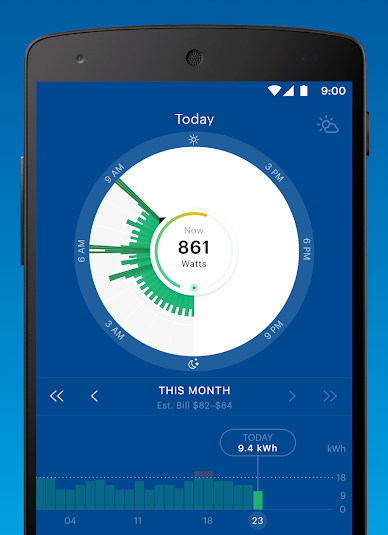 9:00
Today
9 AM
3 PM
Now
861
Watts
6 AM
6 PM
3 AM
9 PM
THIS MONTH
Est. Bill $82–$84
TODAY
9.4 kWh
kWh
18
9
0
04 11 18 23